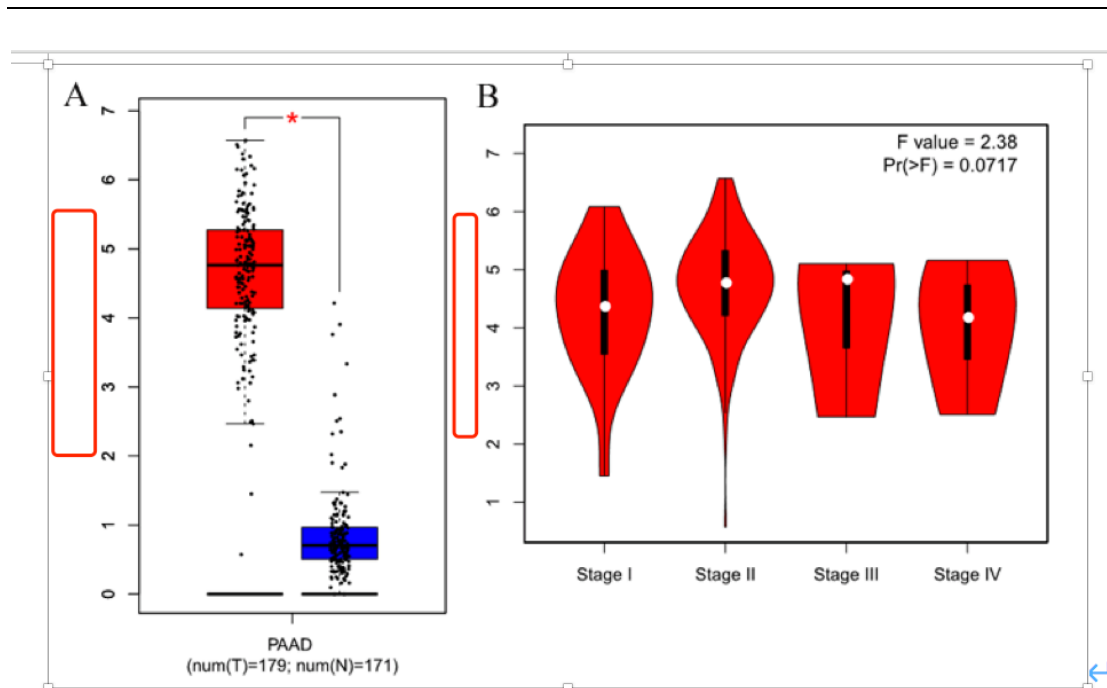 A
B
7
6
5
4
3
2
1
0
*
PAAD
(num(T)=179; num(N)=171)
F value = 2.38
Pr(>F) = 0.0717
7
6
5
4
3
2
1
Stage I
Stage II
Stage III
Stage IV